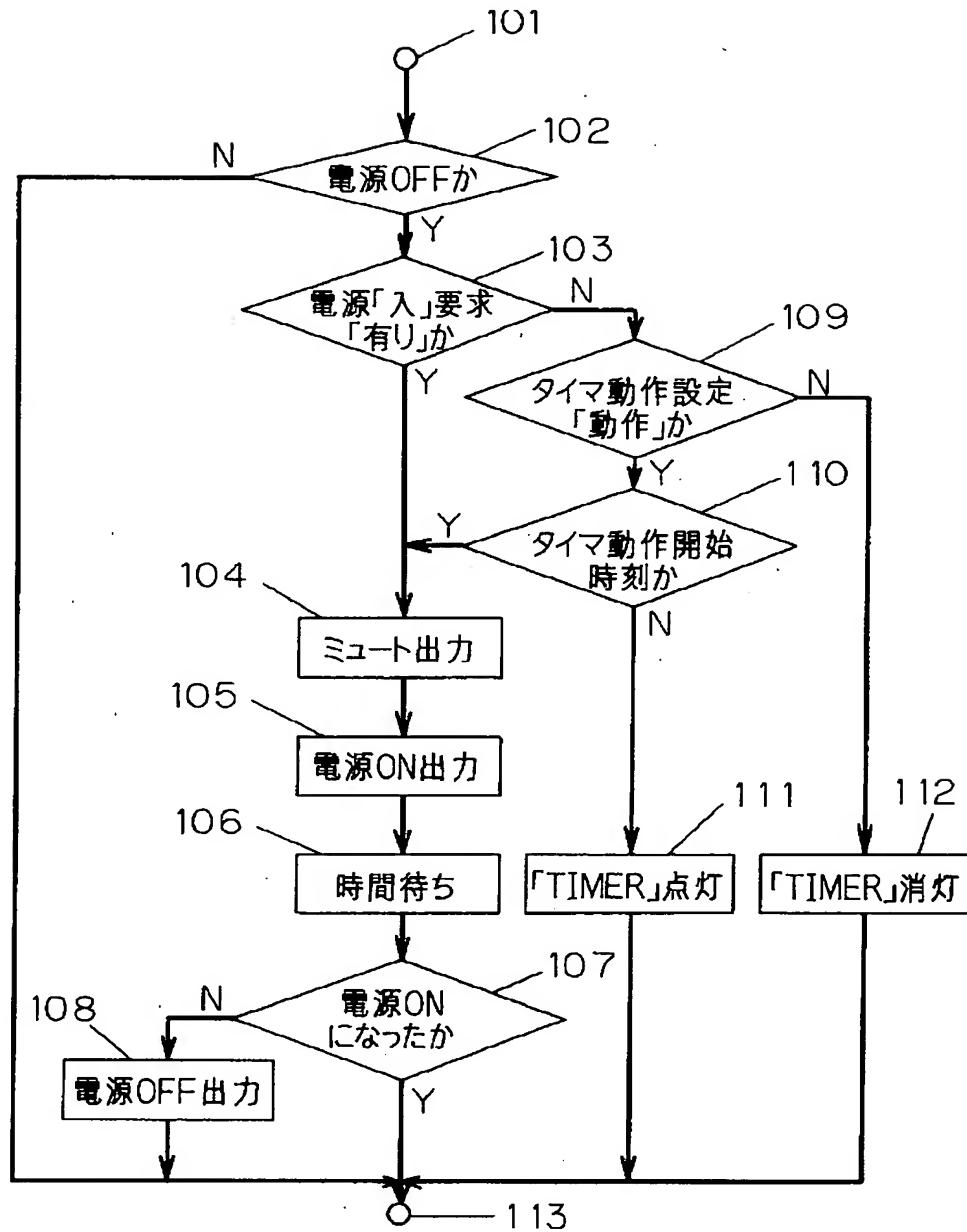 101
102
N
電源OFFか
Y
103
電源「入」要求
「有り」か
N
Y
109
タイマ動作設定
「動作」か
N
Y
110
Y
タイマ動作開始
時刻か
N
104
ミュート出力
105
電源ON出力
106
時間待ち
111
「TIMER」点灯
112
「TIMER」消灯
107
N
電源ON
になったか
Y
108
電源OFF出力
113